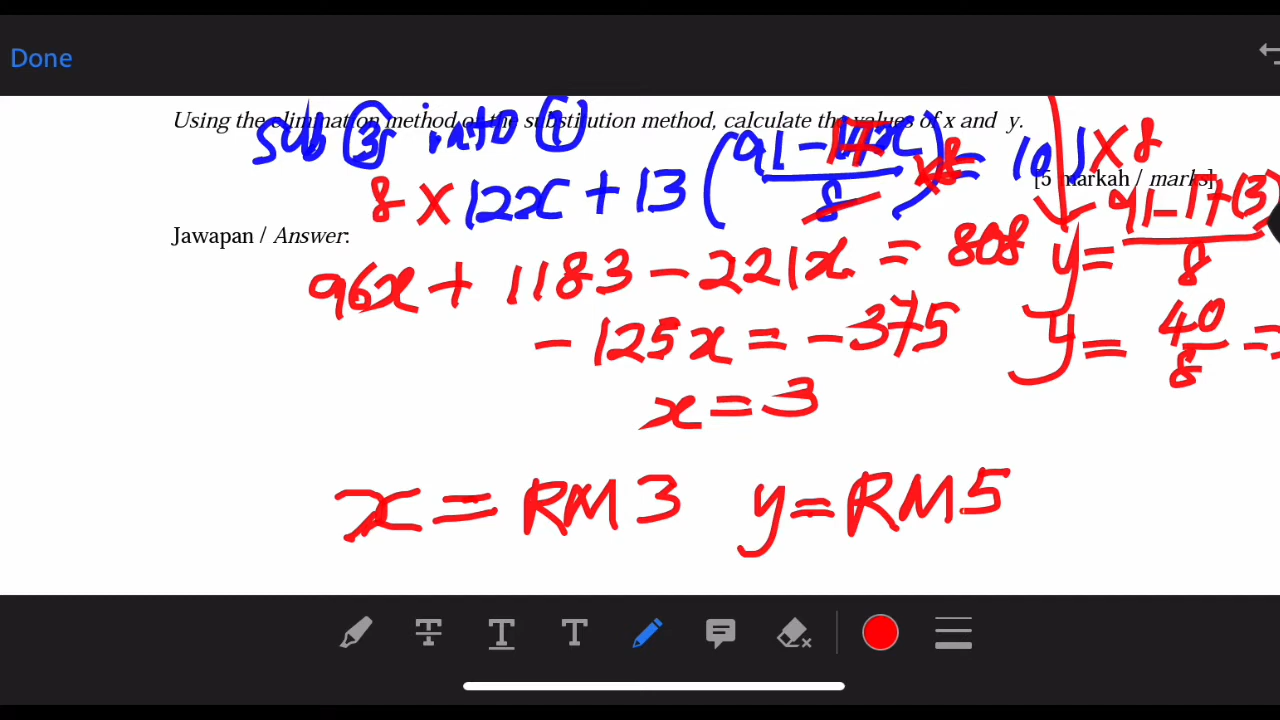 Done
Using the elimination method or the substitution method, calculate the values of x and y.
sub 3 into 1
[5 markah / marks]
8 × 12x + 13 (91 - 17x / 8) × 8 = 101 × 8
Jawapan / Answer:
96x + 1183 - 221x = 808
y = 91 - 17(3) / 8
-125x = -375
y = 40/8 =
x = 3
x = RM3 y = RM5
T T T